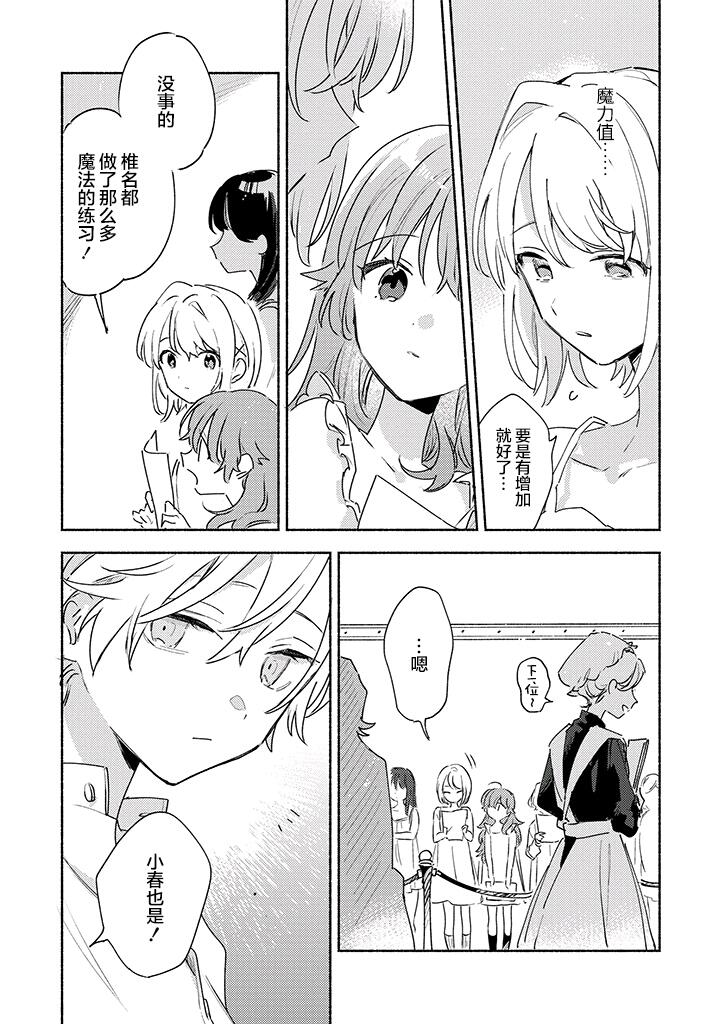 魔力值
……
要是有增加
就好了…
没事的
椎名都
做了那么多
魔法的练习！
下一位~
…嗯
小春也是！